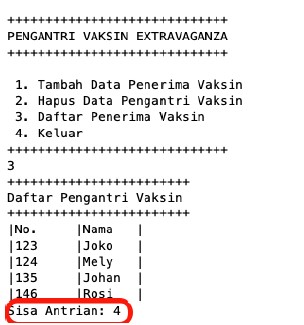 ++++++++++++++++++++++++++++++
PENGANTRI VAKSIN EXTRAVAGANZA
++++++++++++++++++++++++++++++
1. Tambah Data Penerima Vaksin
2. Hapus Data Pengantri Vaksin
3. Daftar Penerima Vaksin
4. Keluar
++++++++++++++++++++++++++++++
3
+++++++++++++++++++++++++
Daftar Pengantri Vaksin
+++++++++++++++++++++++++
|No. |Nama |
|123 |Joko |
|124 |Mely |
|135 |Johan |
|146 |Rosi |
Sisa Antrian: 4